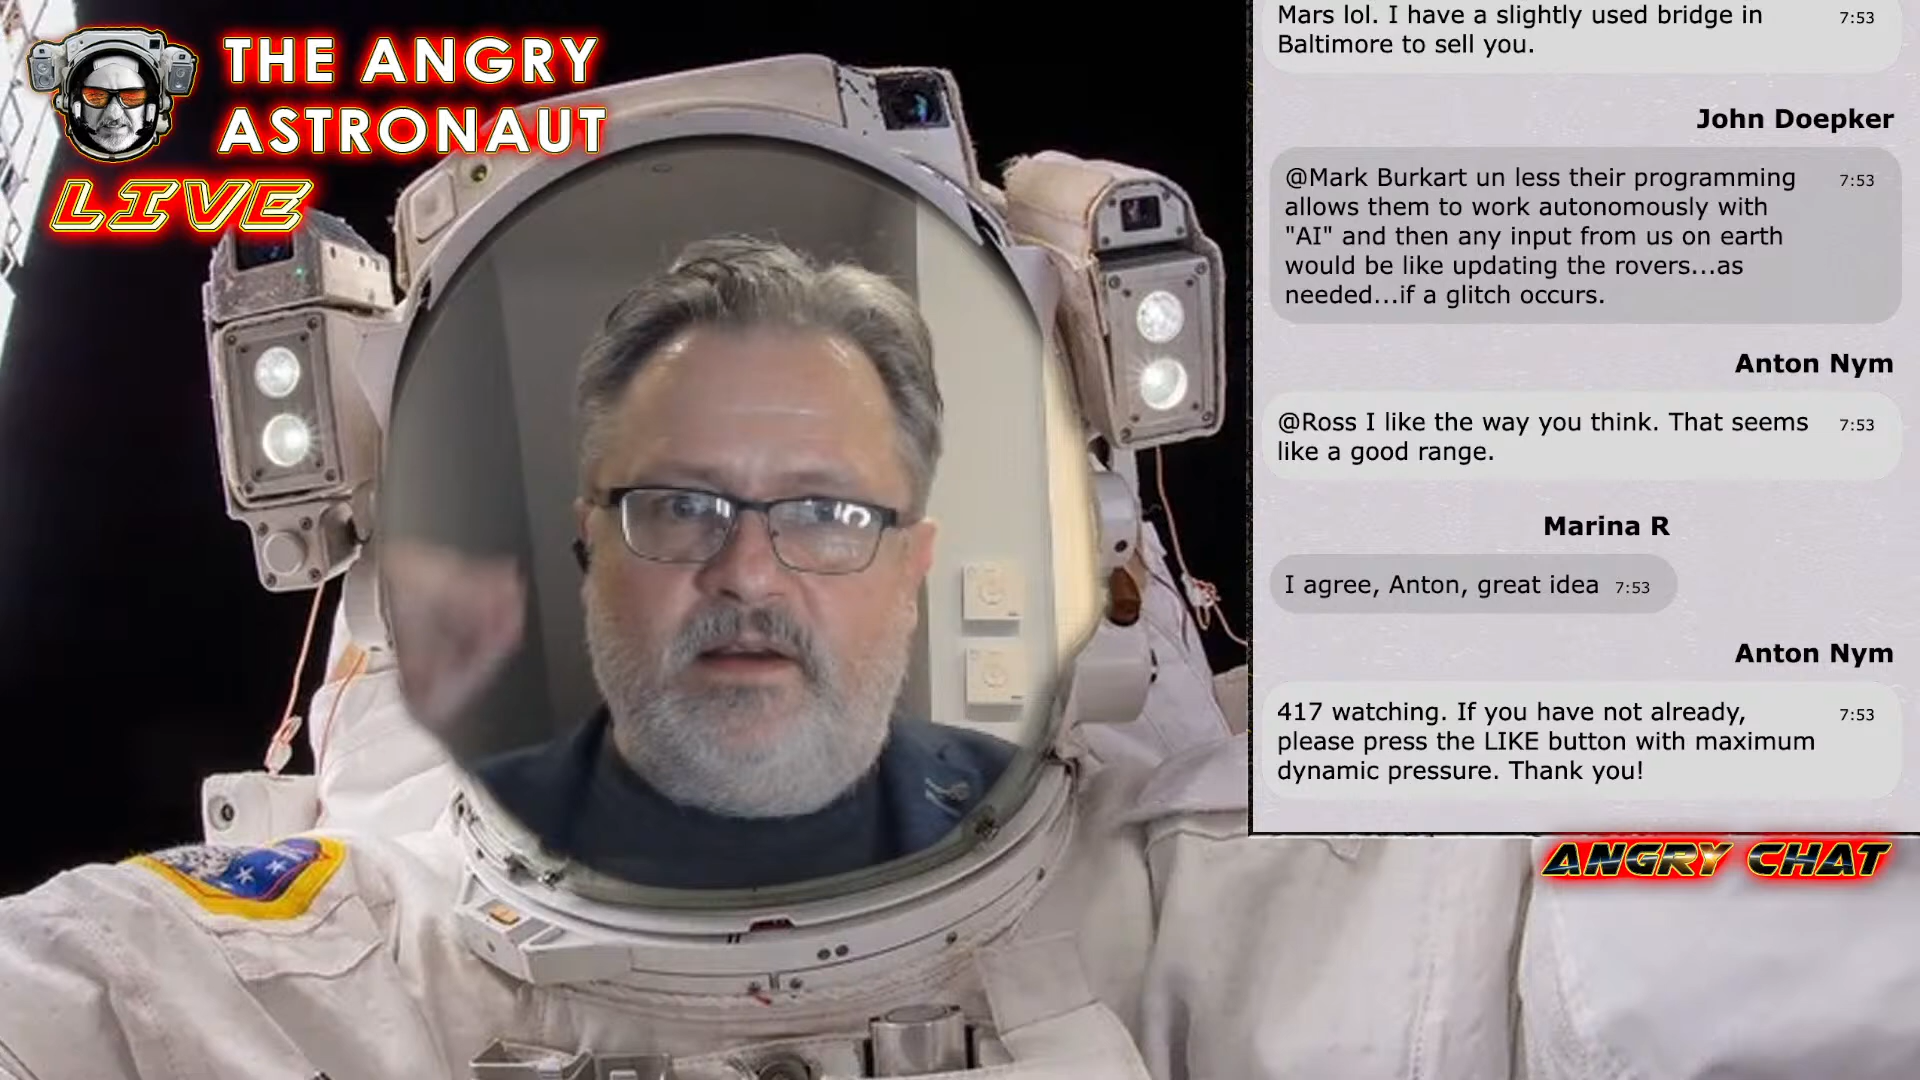 THE ANGRY
ASTRONAUT
LIVE
Mars lol. I have a slightly used bridge in 7:53
Baltimore to sell you.
John Doepker
@Mark Burkart un less their programming 7:53
allows them to work autonomously with
"AI" and then any input from us on earth
would be like updating the rovers...as
needed...if a glitch occurs.
Anton Nym
@Ross I like the way you think. That seems 7:53
like a good range.
Marina R
I agree, Anton, great idea 7:53
Anton Nym
417 watching. If you have not already, 7:53
please press the LIKE button with maximum
dynamic pressure. Thank you!
ANGRY CHAT